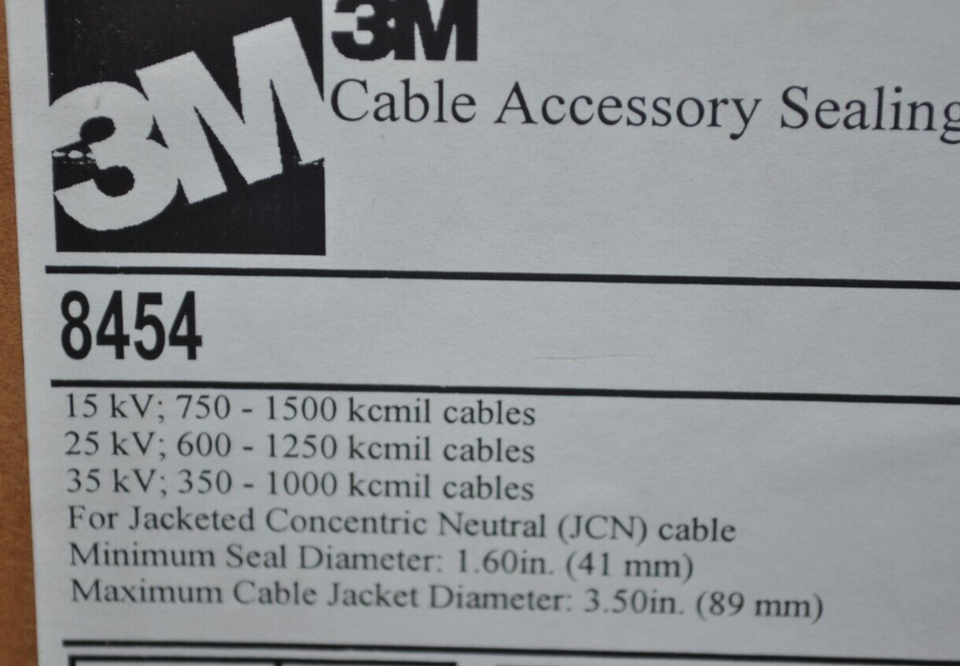 3M
3M
Cable Accessory Sealing
8454
15 kV; 750 - 1500 kcmil cables
25 kV; 600 - 1250 kcmil cables
35 kV; 350 - 1000 kcmil cables
For Jacketed Concentric Neutral (JCN) cable
Minimum Seal Diameter: 1.60in. (41 mm)
Maximum Cable Jacket Diameter: 3.50in. (89 mm)